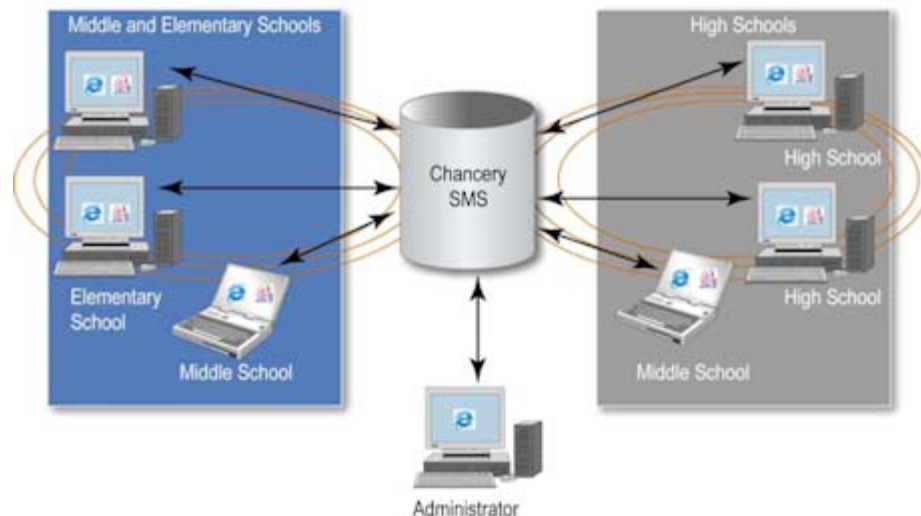 Middle and Elementary Schools
High Schools
High School
Chancery
SMS
Elementary
School
High School
Middle School
Middle School
Administrator